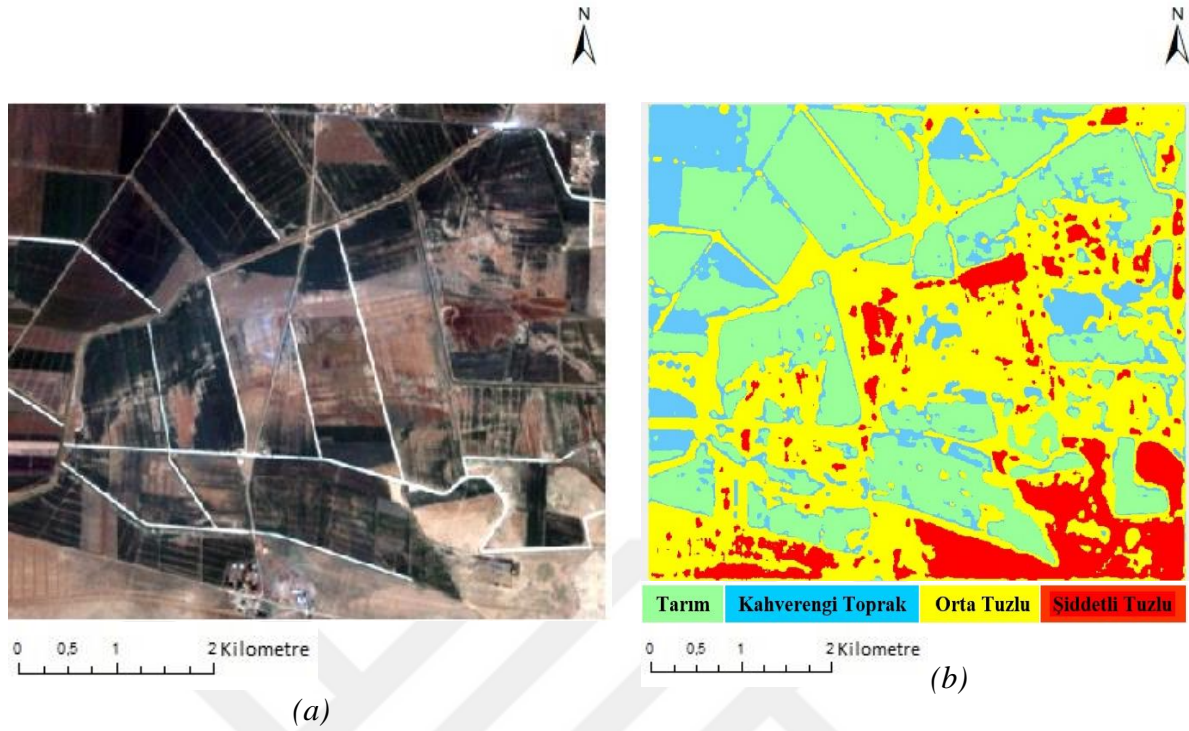 N
N
Tarım Kahverengi Toprak Orta Tuzlu Şiddetli Tuzlu
0 0,5 1 2 Kilometre
0 0,5 1 2 Kilometre
(a)
(b)